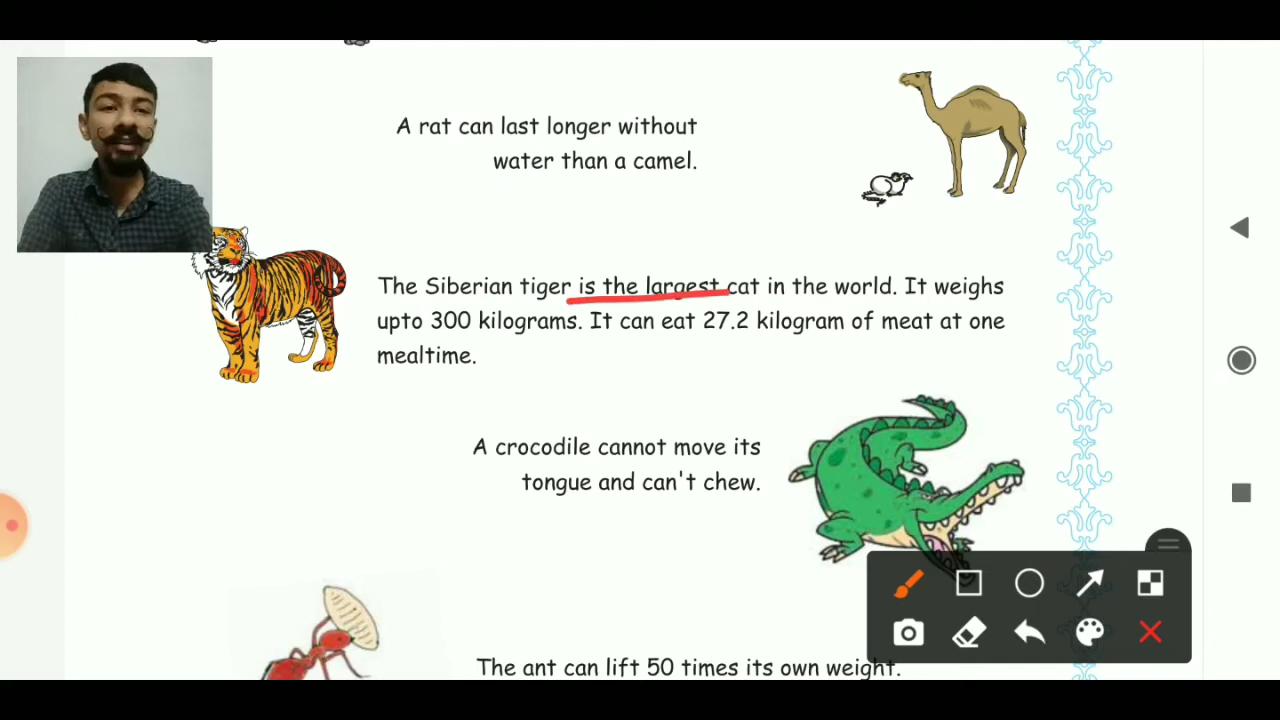 A rat can last longer without
water than a camel.
The Siberian tiger is the largest cat in the world. It weighs
upto 300 kilograms. It can eat 27.2 kilogram of meat at one
mealtime.
A crocodile cannot move its
tongue and can't chew.
The ant can lift 50 times its own weight.